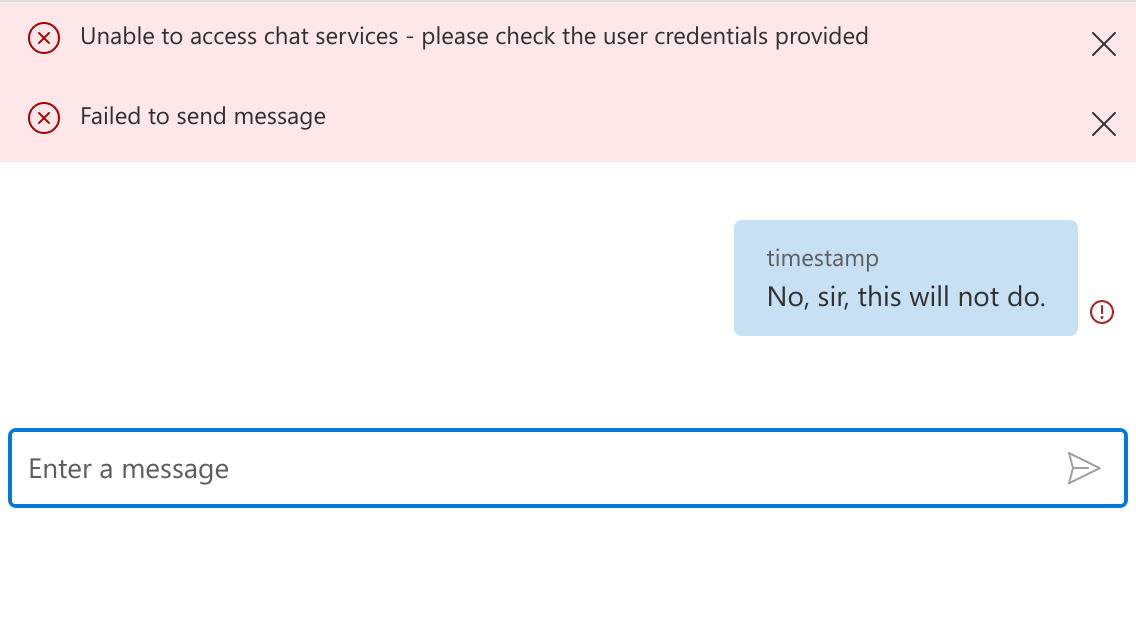 Unable to access chat services - please check the user credentials provided
Failed to send message
timestamp
No, sir, this will not do.
Enter a message